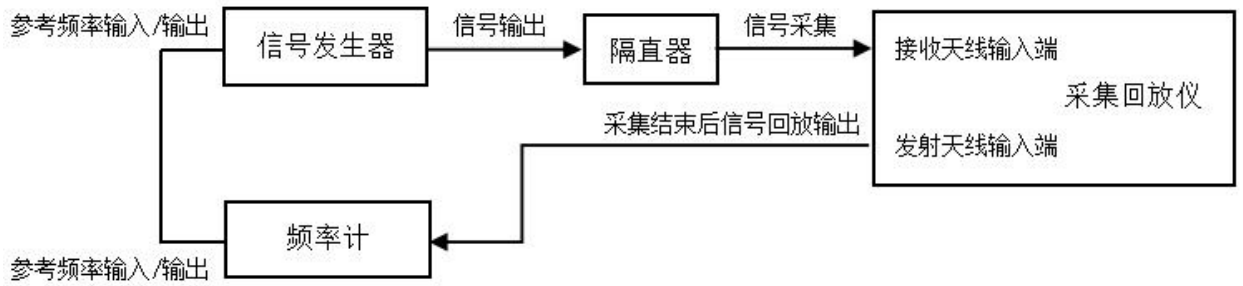 参考频率输入/输出
信号发生器
信号输出
隔直器
信号采集
接收天线输入端
采集回放仪
采集结束后信号回放输出
发射天线输入端
频率计
参考频率输入/输出